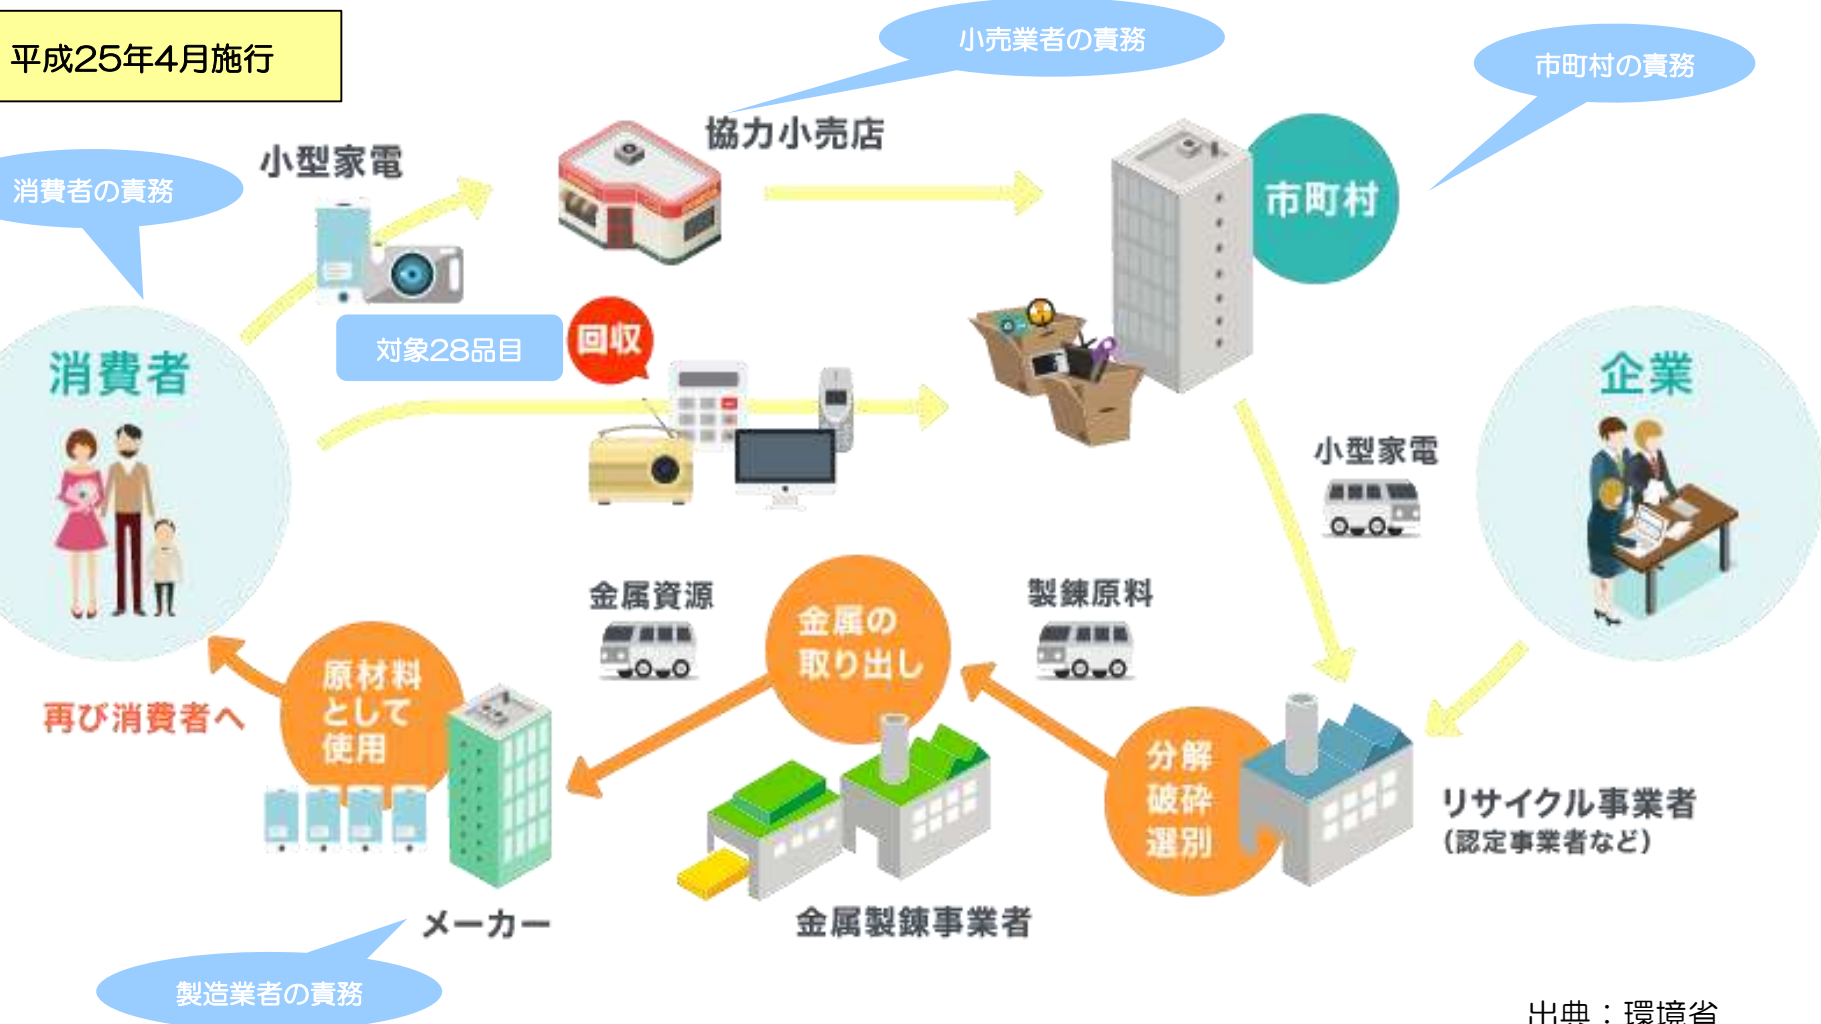 平成25年4月施行
小売業者の責務
市町村の責務
消費者の責務
小型家電
協力小売店
市町村
対象28品目
回収
消費者
企業
小型家電
金属資源
金属の
取り出し
製錬原料
原材料
として
使用
再び消費者へ
分解
破砕
選別
リサイクル事業者
(認定事業者など)
メーカー
金属製錬事業者
製造業者の責務
出典：環境省